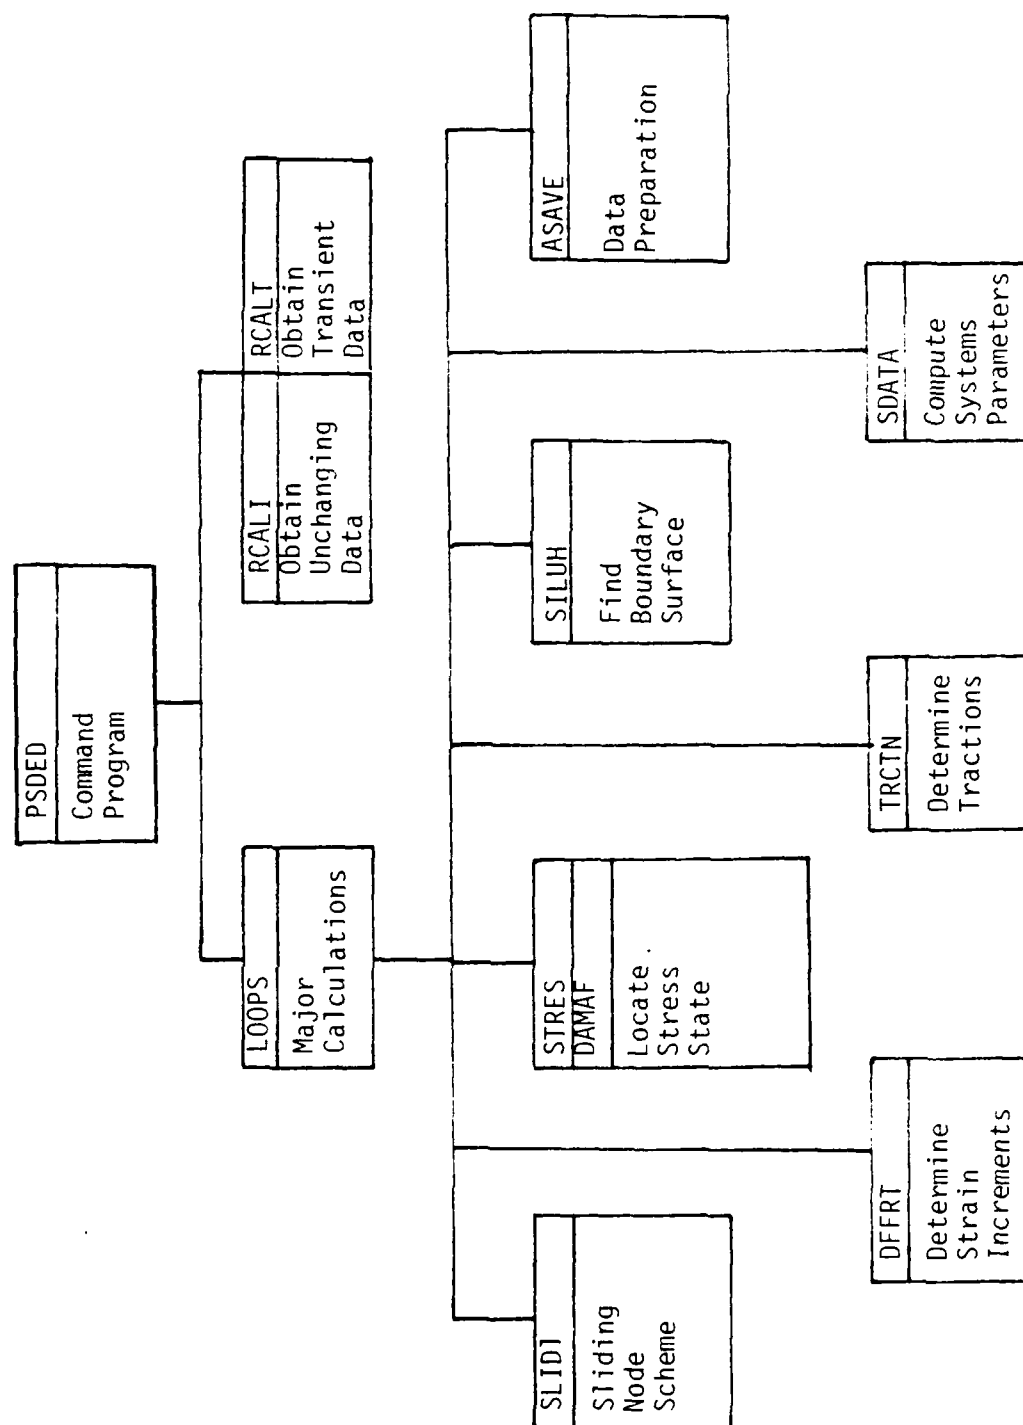 PSDED
Command
Program
LOOPS
Major
Calculations
RCALI
Obtain
Unchanging
Data
RCALT
Obtain
Transient
Data
SLIDI
Sliding
Node
Scheme
STRES
DAMAF
Locate
Stress
State
SILUH
Find
Boundary
Surface
ASAVE
Data
Preparation
DFFRT
Determine
Strain
Increments
TRCTN
Determine
Tractions
SDATA
Compute
Systems
Parameters